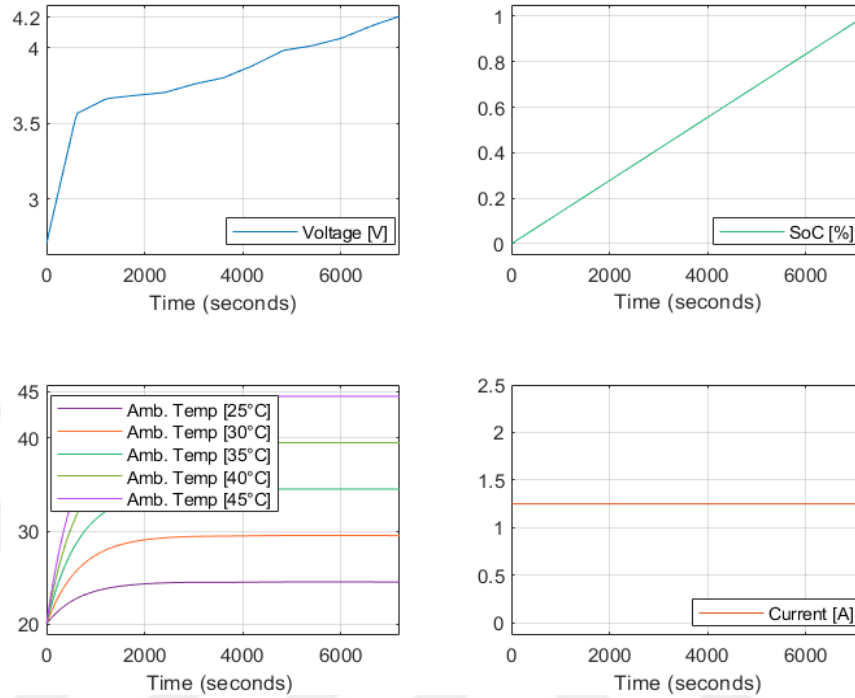 4.2
4
3.5
3
Voltage [V]
0 2000 4000 6000
Time (seconds)
1
0.8
0.6
0.4
0.2
0
SoC [%]
0 2000 4000 6000
Time (seconds)
45
40
30
20
Amb. Temp [25°C]
Amb. Temp [30°C]
Amb. Temp [35°C]
Amb. Temp [40°C]
Amb. Temp [45°C]
0 2000 4000 6000
Time (seconds)
2.5
2
1.5
1
0.5
0
Current [A]
0 2000 4000 6000
Time (seconds)